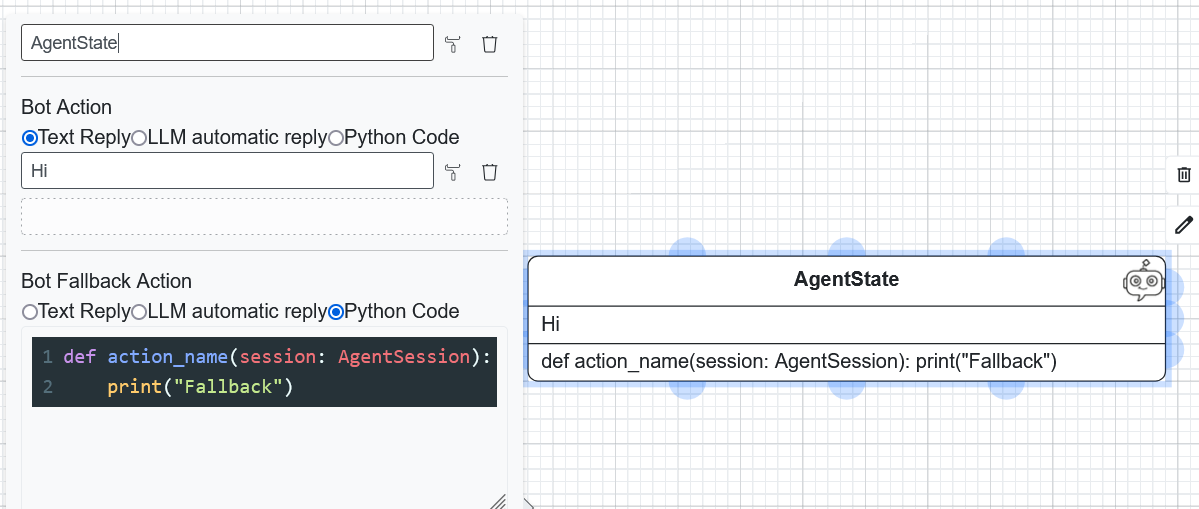 AgentState
Bot Action
Text Reply LLM automatic reply Python Code
Hi
Bot Fallback Action
Text Reply LLM automatic reply Python Code
1 def action_name(session: AgentSession):
2     print("Fallback")
AgentState
Hi
def action_name(session: AgentSession): print("Fallback")